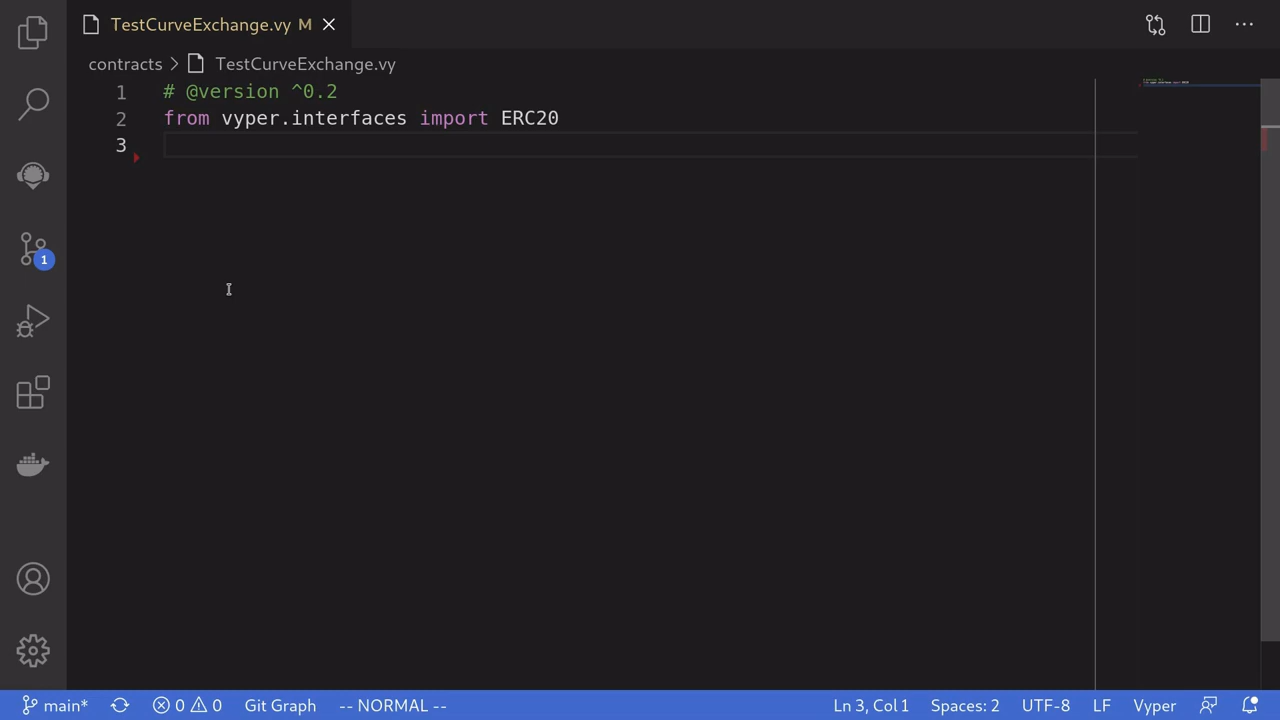 TestCurveExchange.vy M
contracts > TestCurveExchange.vy
1 # @version ^0.2
2 from vyper.interfaces import ERC20
3
1
main* 0 0 Git Graph -- NORMAL -- Ln 3, Col 1 Spaces: 2 UTF-8 LF Vyper